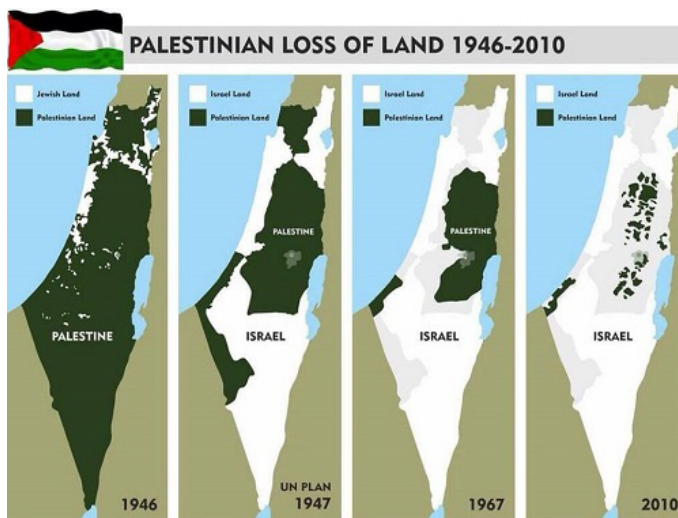 PALESTINIAN LOSS OF LAND 1946-2010
Jewish Land
Palestinian Land
PALESTINE
1946
Israel Land
Palestinian Land
PALESTINE
ISRAEL
UN PLAN
1947
Israel Land
Palestinian Land
PALESTINE
ISRAEL
1967
Israel Land
Palestinian Land
ISRAEL
2010